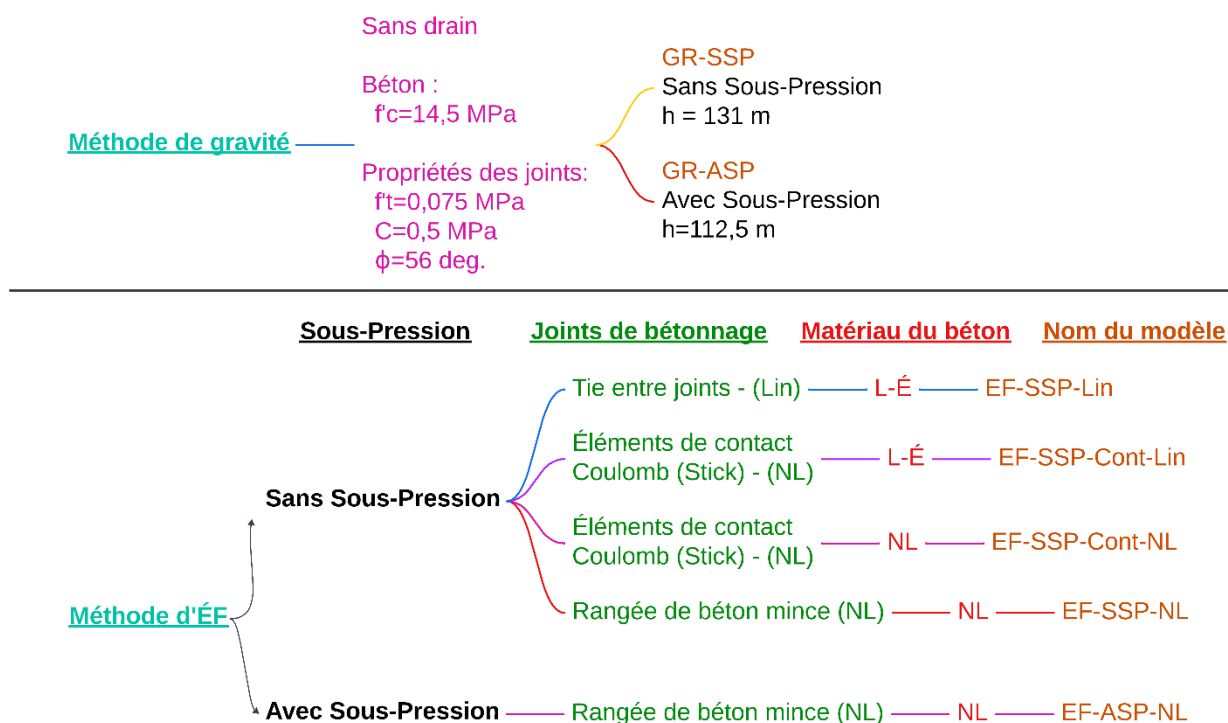 Sans drain
Béton :
f'c=14,5 MPa
Méthode de gravité
Propriétés des joints:
f't=0,075 MPa
C=0,5 MPa
ϕ=56 deg.
GR-SSP
Sans Sous-Pression
h = 131 m
GR-ASP
Avec Sous-Pression
h=112,5 m
Sous-Pression
Joints de bétonnage
Matériau du béton
Nom du modèle
Tie entre joints - (Lin)
L-É
EF-SSP-Lin
Éléments de contact
Coulomb (Stick) - (NL)
L-É
EF-SSP-Cont-Lin
Sans Sous-Pression
Éléments de contact
Coulomb (Stick) - (NL)
NL
EF-SSP-Cont-NL
Rangée de béton mince (NL)
NL
EF-SSP-NL
Méthode d'ÉF
Avec Sous-Pression
Rangée de béton mince (NL)
NL
EF-ASP-NL